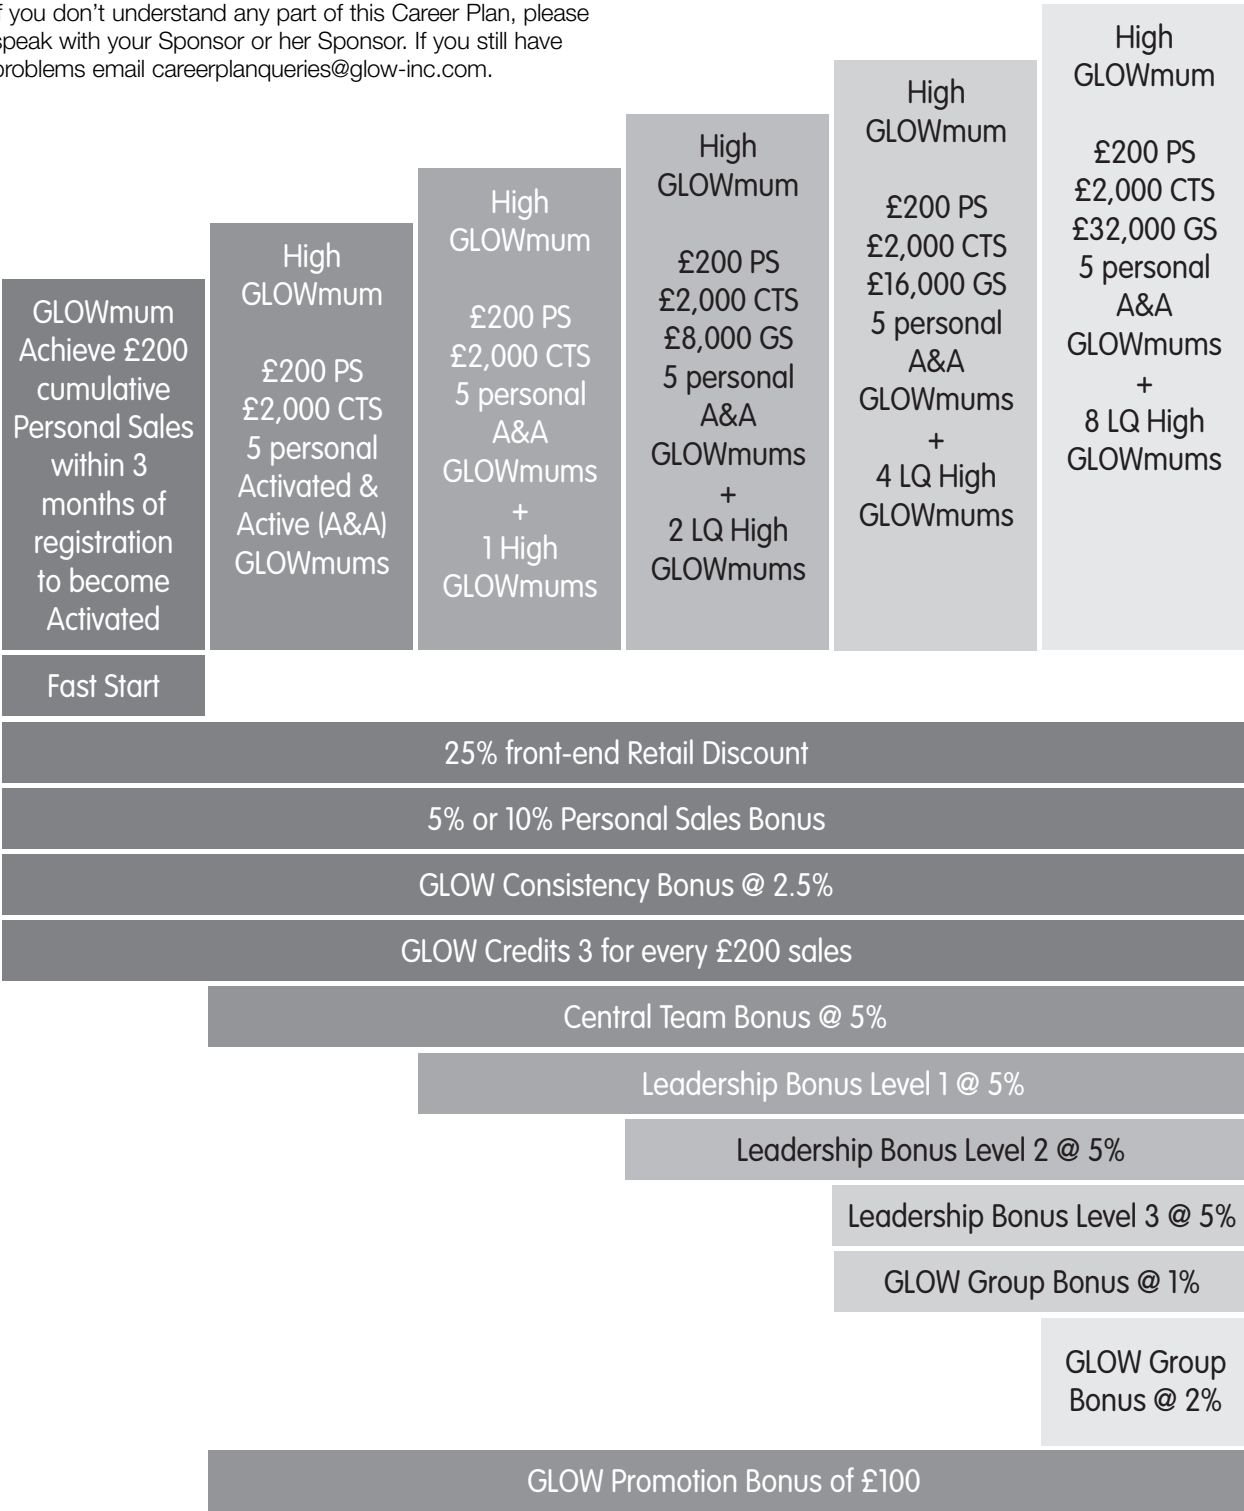 you don't understand any part of this Career Plan, please
speak with your Sponsor or her Sponsor. If you still have
problems email careerplanqueries@glow-inc.com.
GLOWmum
Achieve £200
cumulative
Personal Sales
within 3
months of
registration
to become
Activated
High
GLOWmum
£200 PS
£2,000 CTS
5 personal
Activated &
Active (A&A)
GLOWmums
High
GLOWmum
£200 PS
£2,000 CTS
5 personal
A&A
GLOWmums
+
1 High
GLOWmums
High
GLOWmum
£200 PS
£2,000 CTS
£8,000 GS
5 personal
A&A
GLOWmums
+
2 LQ High
GLOWmums
High
GLOWmum
£200 PS
£2,000 CTS
£16,000 GS
5 personal
A&A
GLOWmums
+
4 LQ High
GLOWmums
High
GLOWmum
£200 PS
£2,000 CTS
£32,000 GS
5 personal
A&A
GLOWmums
+
8 LQ High
GLOWmums
Fast Start
25% front-end Retail Discount
5% or 10% Personal Sales Bonus
GLOW Consistency Bonus @ 2.5%
GLOW Credits 3 for every £200 sales
Central Team Bonus @ 5%
Leadership Bonus Level 1 @ 5%
Leadership Bonus Level 2 @ 5%
Leadership Bonus Level 3 @ 5%
GLOW Group Bonus @ 1%
GLOW Group
Bonus @ 2%
GLOW Promotion Bonus of £100